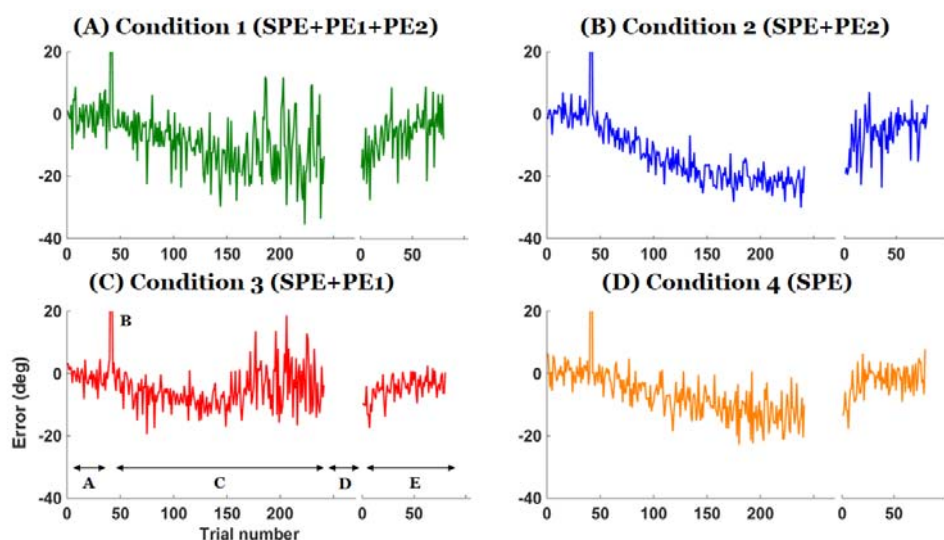 (A) Condition 1 (SPE+PE1+PE2)
20
0
-20
-40
0 50 100 150 200 0 50
(B) Condition 2 (SPE+PE2)
20
0
-20
-40
0 50 100 150 200 0 50
(C) Condition 3 (SPE+PE1)
20
0
-20
-40
Error (deg)
B
A C D E
0 50 100 150 200 0 50
Trial number
(D) Condition 4 (SPE)
20
0
-20
-40
0 50 100 150 200 0 50